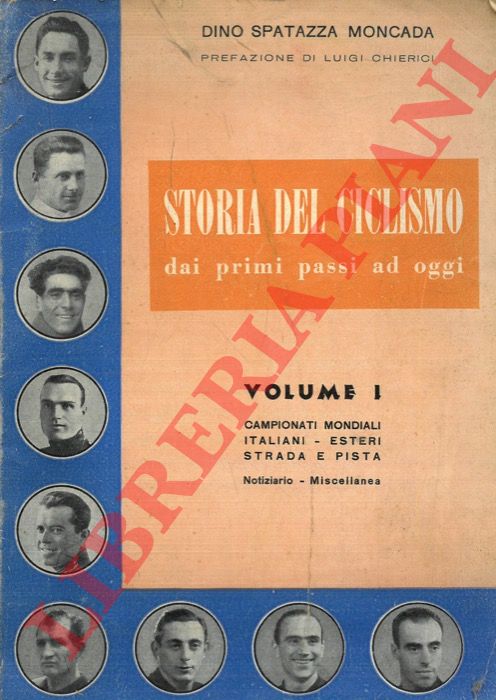 DINO SPATAZZA MONCADA
PREFAZIONE DI LUIGI CHIERICI
STORIA DEL CICLISMO
dai primi passi ad oggi
VOLUME I
CAMPIONATI MONDIALI
ITALIANI - ESTERI
STRADA E PISTA
Notiziario - Miscellanea
LIBRERIA PIANI